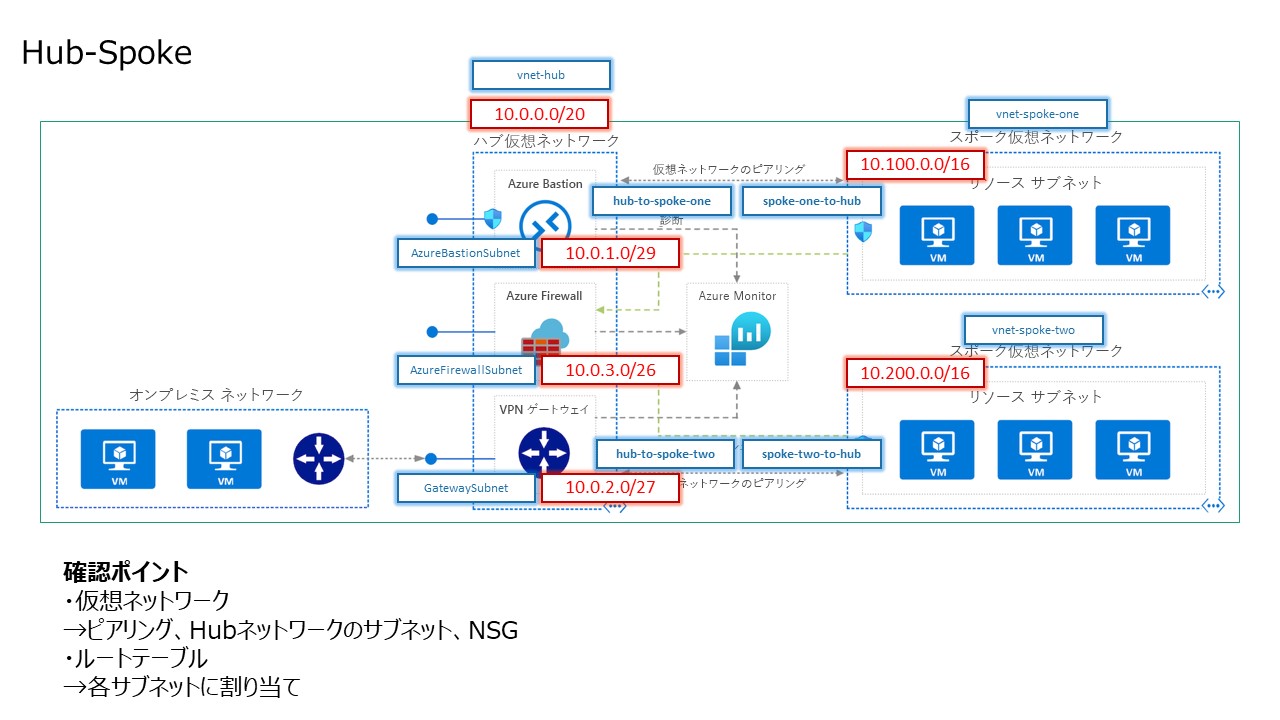 Hub-Spoke
vnet-hub
10.0.0.0/20
ハブ仮想ネットワーク
vnet-spoke-one
スポーク仮想ネットワーク
仮想ネットワークのピアリング
10.100.0.0/16
リソース サブネット
Azure Bastion
hub-to-spoke-one
spoke-one-to-hub
診断
VM
VM
VM
AzureBastionSubnet
10.0.1.0/29
Azure Firewall
Azure Monitor
vnet-spoke-two
スポーク仮想ネットワーク
AzureFirewallSubnet
10.0.3.0/26
10.200.0.0/16
リソース サブネット
オンプレミス ネットワーク
VPN ゲートウェイ
hub-to-spoke-two
spoke-two-to-hub
VM
VM
VM
VM
VM
GatewaySubnet
10.0.2.0/27
ネットワークのピアリング
確認ポイント
・仮想ネットワーク
→ピアリング、Hubネットワークのサブネット、NSG
・ルートテーブル
→各サブネットに割り当て